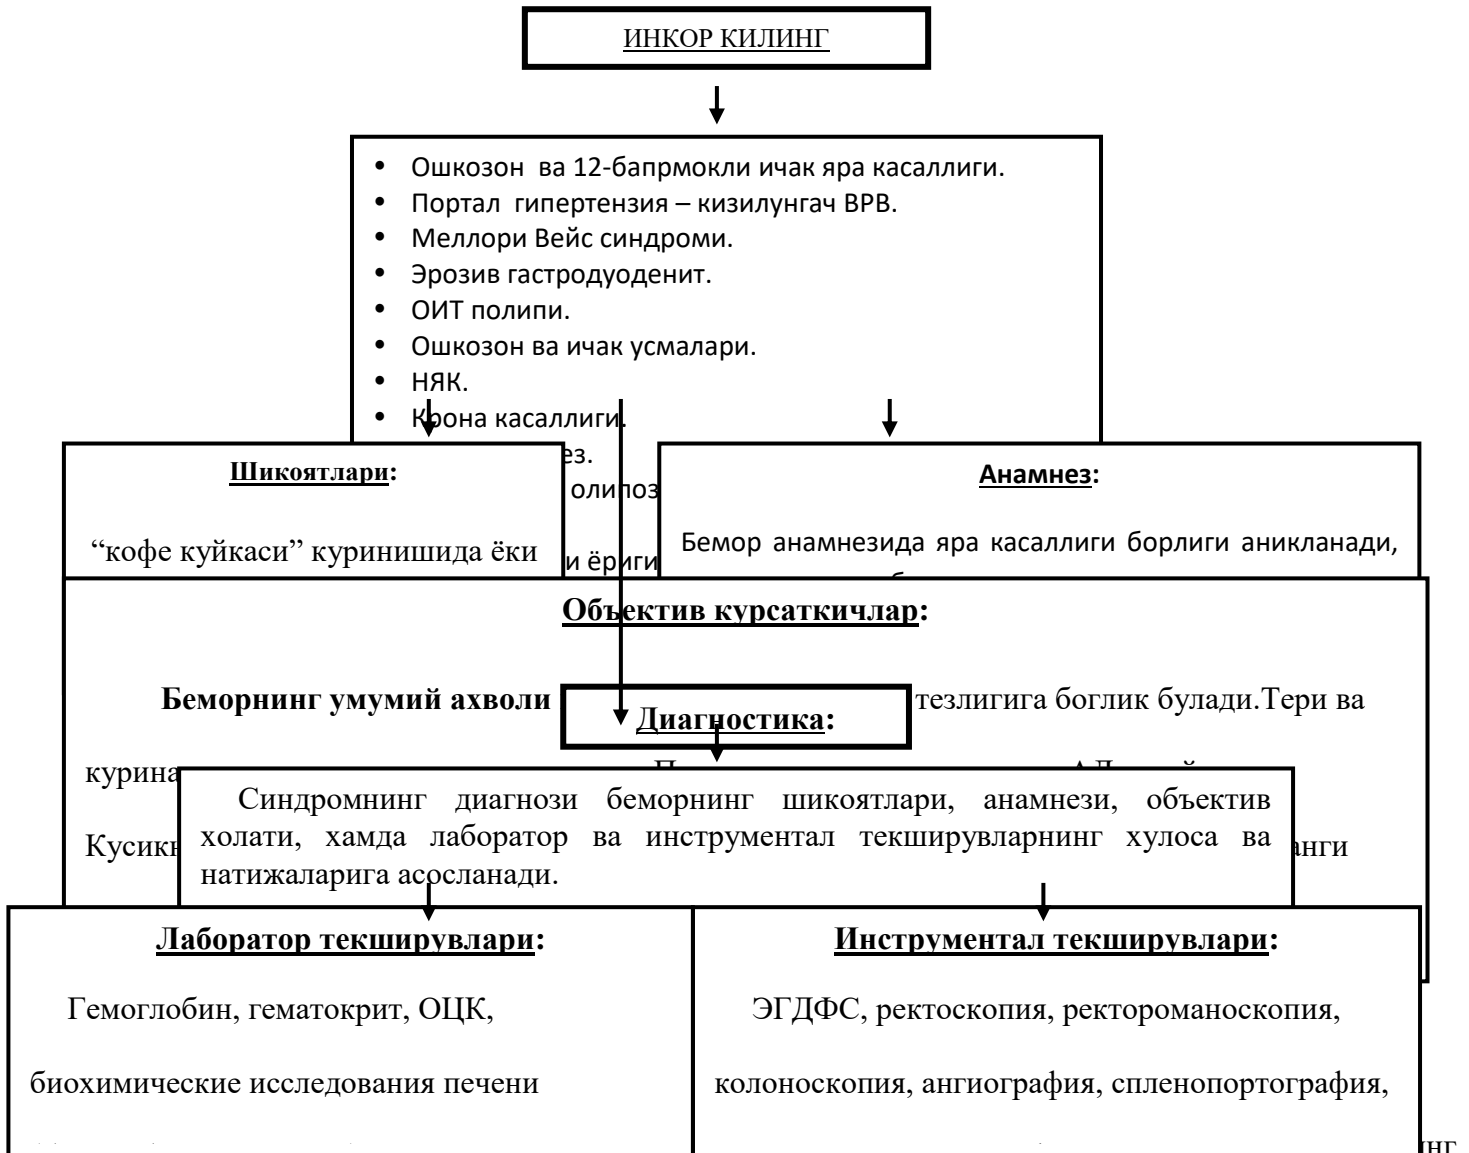 ИНКОР КИЛИНГ
• Ошкозон ва 12-бапрмокли ичак яра касаллиги.
• Портал гипертензия – кизилунгач ВРВ.
• Меллори Вейс синдроми.
• Эрозив гастродуоденит.
• ОИТ полипи.
• Ошкозон ва ичак усмалари.
• НЯК.
• Крона касаллиги.
Шикоятлари:
“кофе куйкаси” куринишида ёки
Анамнез:
Бемор анамнезида яра касаллиги борлиги аникланади,
Объектив курсаткичлар:
Беморнинг умумий ахволи тезлигига боглик булади.Тери ва
Диагностика:
Синдромнинг диагнози беморнинг шикоятлари, анамнези, объектив
холати, хамда лаборатор ва инструментал текширувларнинг хулоса ва
натижаларига асосланади.
Лаборатор текширувлари:
Гемоглобин, гематокрит, ОЦК,
биохимические исследования печени
Инструментал текширувлари:
ЭГДФС, ректоскопия, ректороманоскопия,
колоноскопия, ангиография, спленопортография,